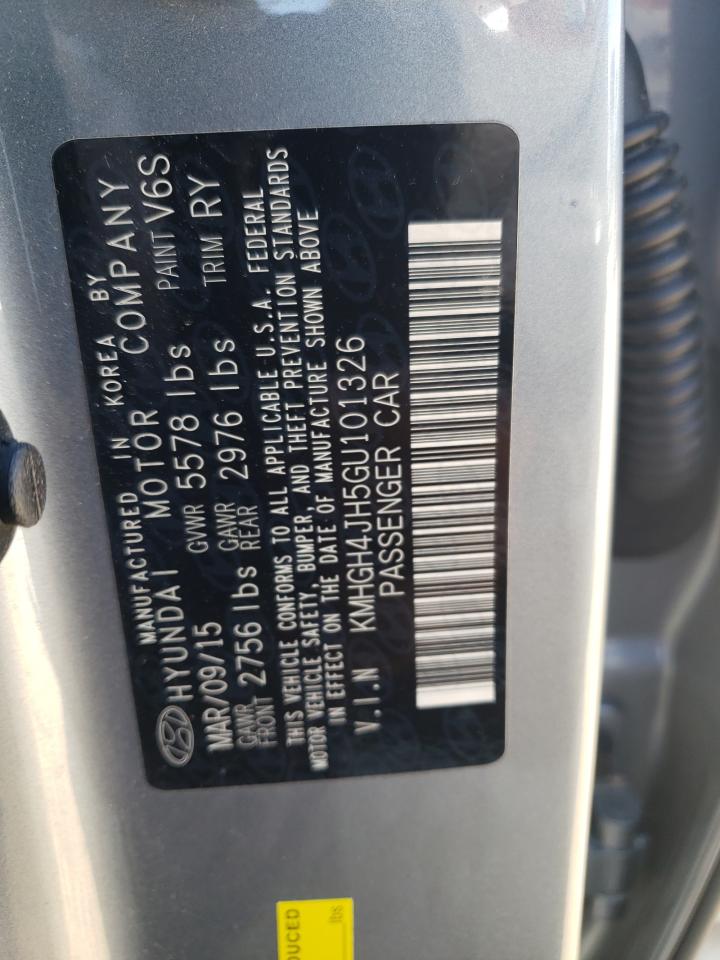 MANUFACTURED IN KOREA BY
HYUNDAI MOTOR COMPANY
MAR/09/15 GVWR 5578 lbs PAINT V6S
GAWR FRONT 2756 lbs GAWR REAR 2976 lbs TRIM RY
THIS VEHICLE CONFORMS TO ALL APPLICABLE U.S.A. FEDERAL
MOTOR VEHICLE SAFETY, BUMPER, AND THEFT PREVENTION STANDARDS
IN EFFECT ON THE DATE OF MANUFACTURE SHOWN ABOVE
V.I.N KMHGH4JH5GU101326
PASSENGER CAR
DUCED
lbs